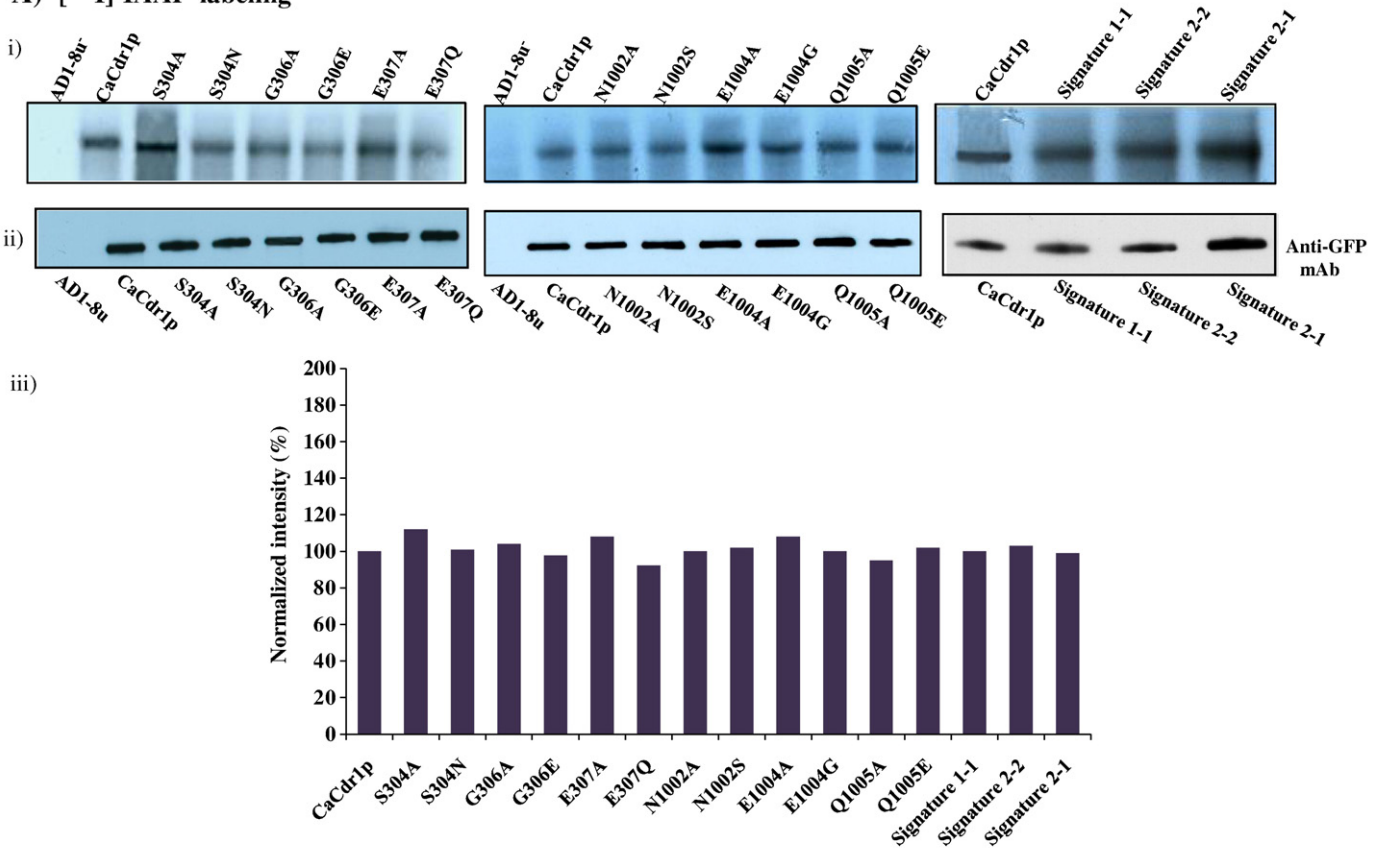 labeling
i)
AD1-8u⁻ CaCdr1p S304A S304N G306A G306E E307A E307Q
AD1-8u CaCdr1p N1002A N1002S E1004A E1004G Q1005A Q1005E
CaCdr1p Signature 1-1 Signature 2-2 Signature 2-1
ii)
Anti-GFP
mAb
AD1-8u CaCdr1p S304A S304N G306A G306E E307A E307Q
AD1-8u CaCdr1p N1002A N1002S E1004A E1004G Q1005A Q1005E
CaCdr1p Signature 1-1 Signature 2-2 Signature 2-1
iii)
Normalized intensity (%)
200
180
160
140
120
100
80
60
40
20
0
CaCdr1p S304A S304N G306A G306E E307A E307Q N1002A N1002S E1004A E1004G Q1005A Q1005E Signature 1-1 Signature 2-2 Signature 2-1